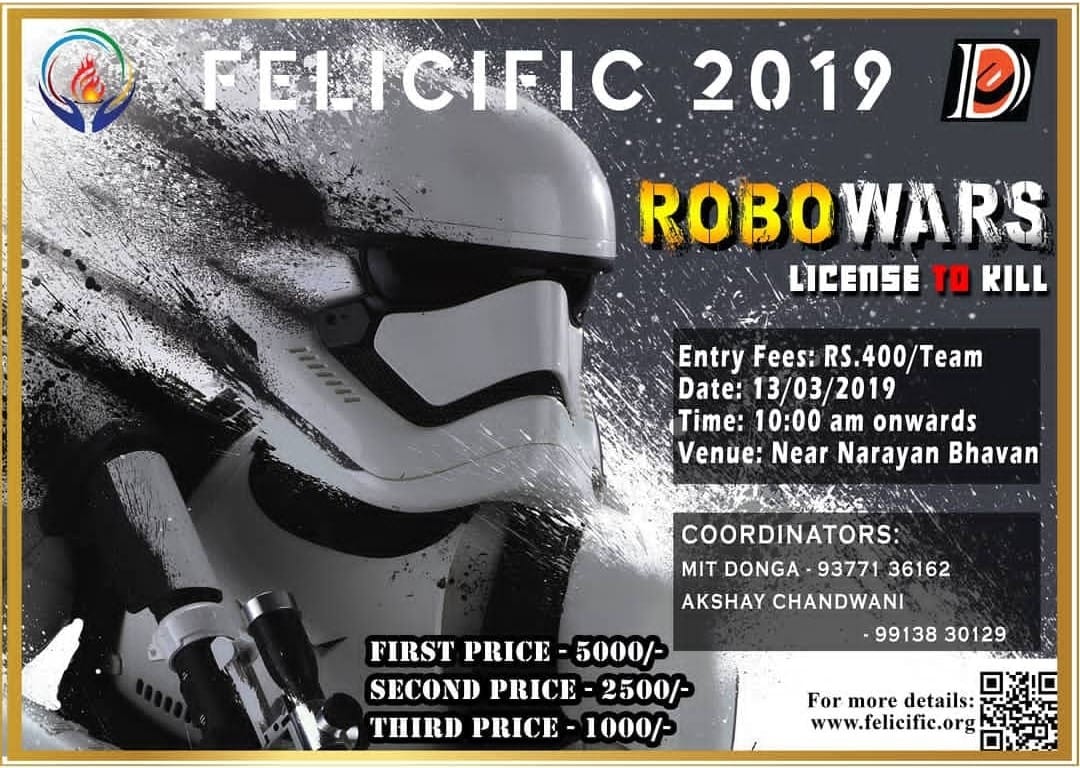 FELICIFIC 2019
ROBOWARS
LICENSE TO KILL
Entry Fees: RS.400/Team
Date: 13/03/2019
Time: 10:00 am onwards
Venue: Near Narayan Bhavan
COORDINATORS:
MIT DONGA - 93771 36162
AKSHAY CHANDWANI
- 99138 30129
FIRST PRICE - 5000/-
SECOND PRICE - 2500/-
THIRD PRICE - 1000/-
For more details:
www.felicific.org